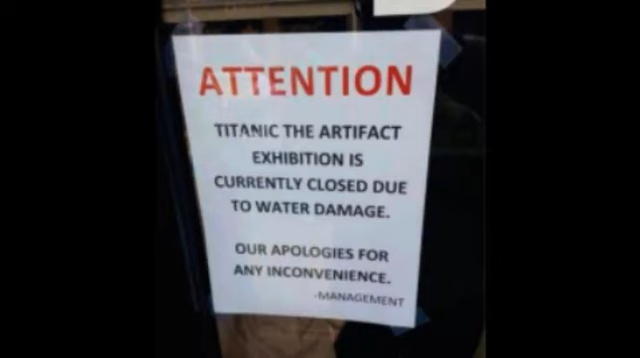 ATTENTION
TITANIC THE ARTIFACT
EXHIBITION IS
CURRENTLY CLOSED DUE
TO WATER DAMAGE.
OUR APOLOGIES FOR
ANY INCONVENIENCE.
-MANAGEMENT